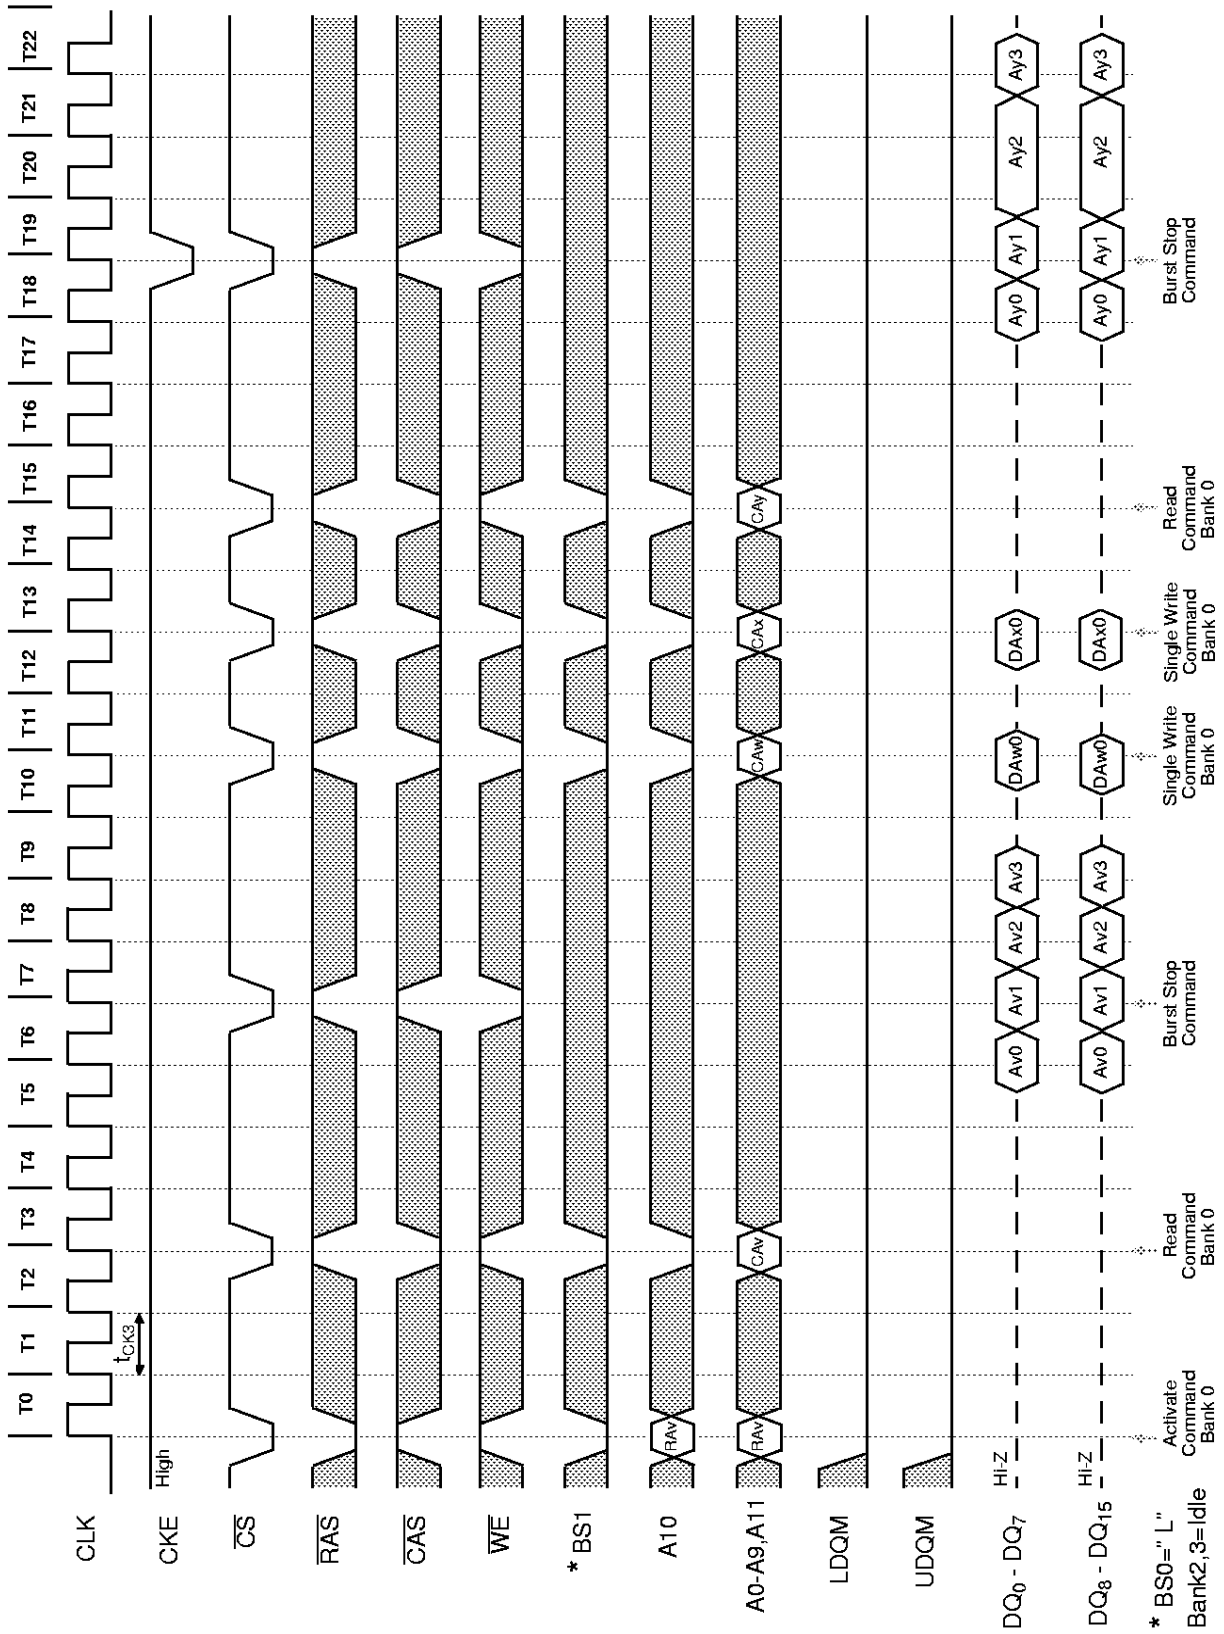 T0 T1 T2 T3 T4 T5 T6 T7 T8 T9 T10 T11 T12 T13 T14 T15 T16 T17 T18 T19 T20 T21 T22
CLK
tCK3
CKE
High
CS
RAS
CAS
WE
* BS1
A10
RAv
A0-A9,A11
RAv CAv CAw CAx CAy
LDQM
UDQM
DQ0 - DQ7
Hi-Z
Av0 Av1 Av2 Av3 DAw0 DAx0 Ay0 Ay1 Ay2 Ay3
DQ8 - DQ15
Hi-Z
Av0 Av1 Av2 Av3 DAw0 DAx0 Ay0 Ay1 Ay2 Ay3
Activate
Command
Bank 0
Read
Command
Bank 0
Burst Stop
Command
Single Write
Command
Bank 0
Single Write
Command
Bank 0
Read
Command
Bank 0
Burst Stop
Command
* BS0=" L"
Bank2,3=Idle